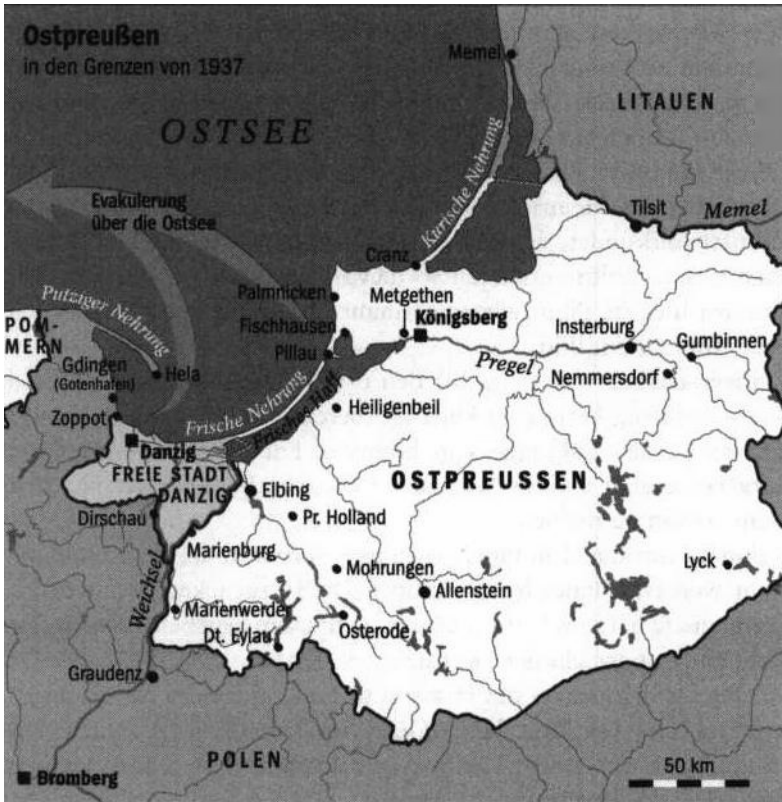 Ostpreußen
in den Grenzen von 1937
Memel
LITAUEN
OSTSEE
Kurische Nehrung
Evakuierung
über die Ostsee
Tilsit
Memel
Cranz
Putziger Nehrung
Palmnicken
Metgethen
POM-
MERN
Fischhausen
Königsberg
Insterburg
Gumbinnen
Gdingen
(Gotenhafen)
Hela
Pillau
Pregel
Nemmersdorf
Zoppot
Frische Nehrung
Frisches Haff
Heiligenbeil
Danzig
FREIE STADT
DANZIG
OSTPREUSSEN
Elbing
Dirschau
Pr. Holland
Marienburg
Weichsel
Mohrungen
Lyck
Allenstein
Marienwerder
Osterode
Dt. Eylau
Graudenz
POLEN
50 km
Bromberg